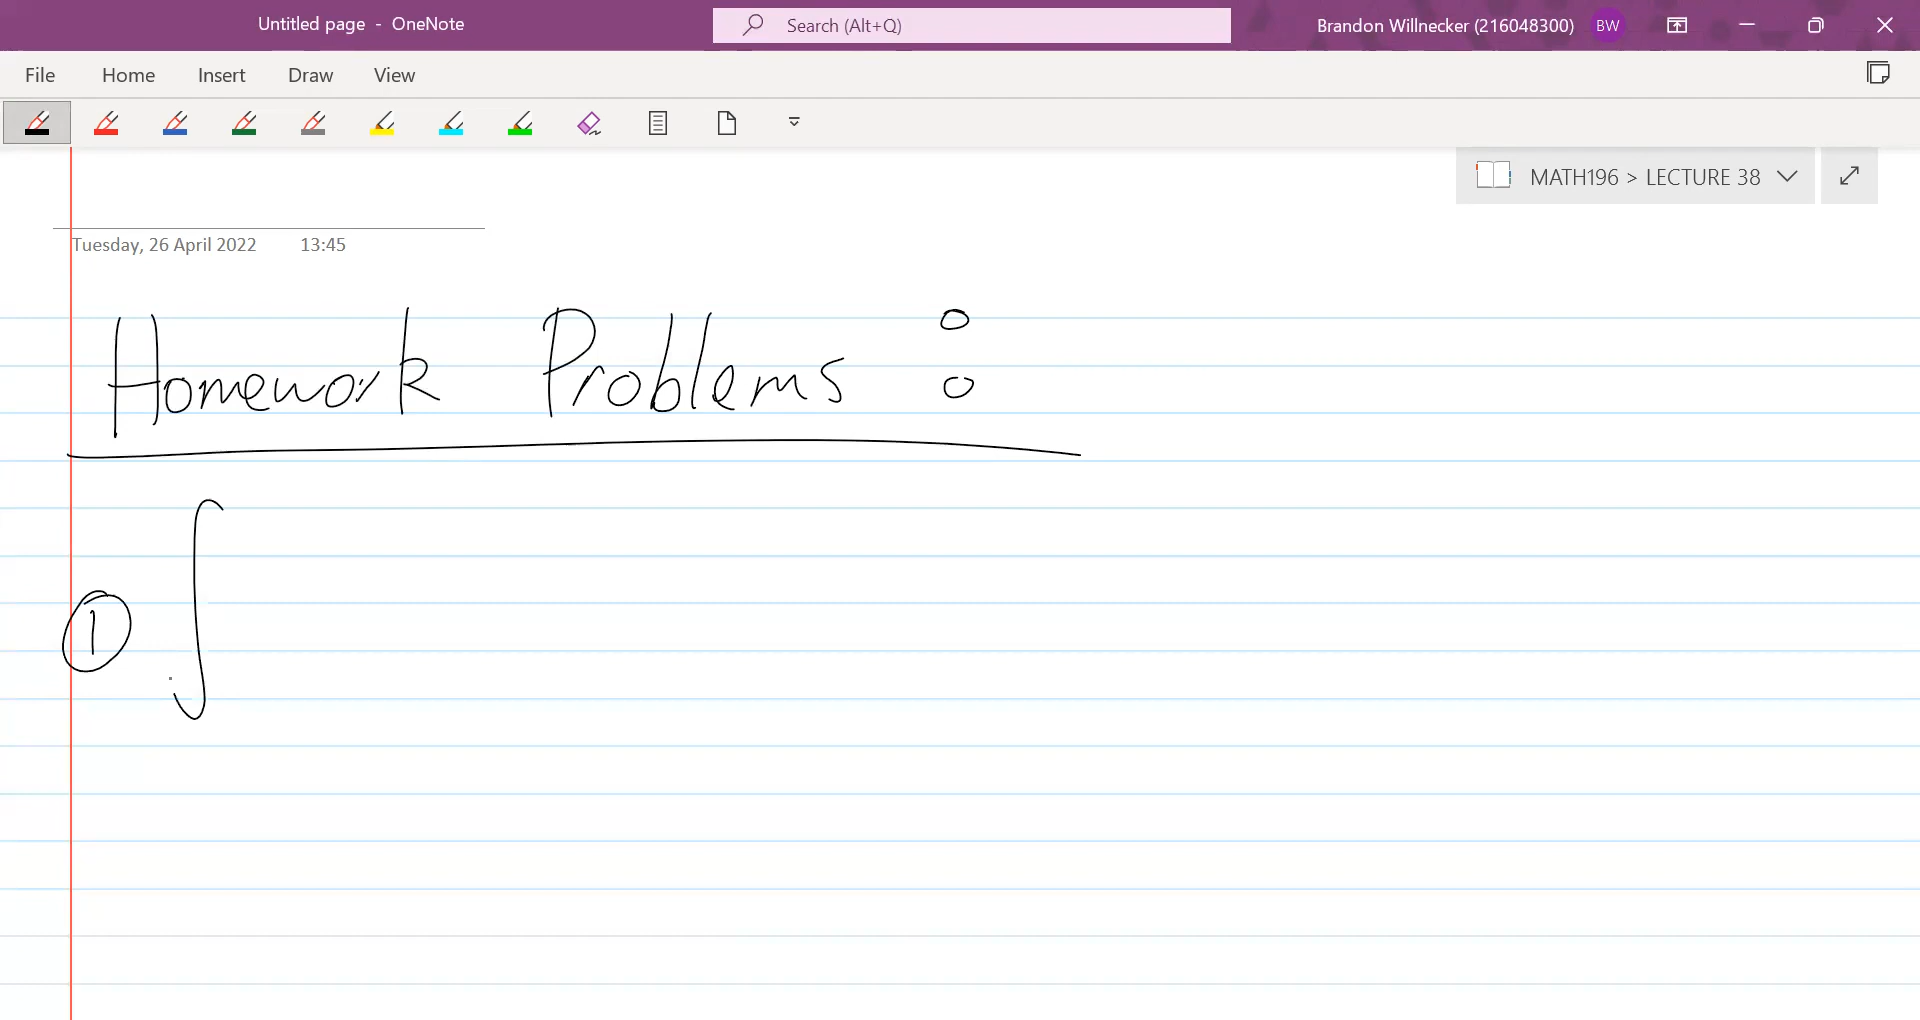 Untitled page - OneNote
Search (Alt+Q)
Brandon Willnecker (216048300) BW
File Home Insert Draw View
MATH196 > LECTURE 38
Tuesday, 26 April 2022 13:45
Homework Problems :
① ∫